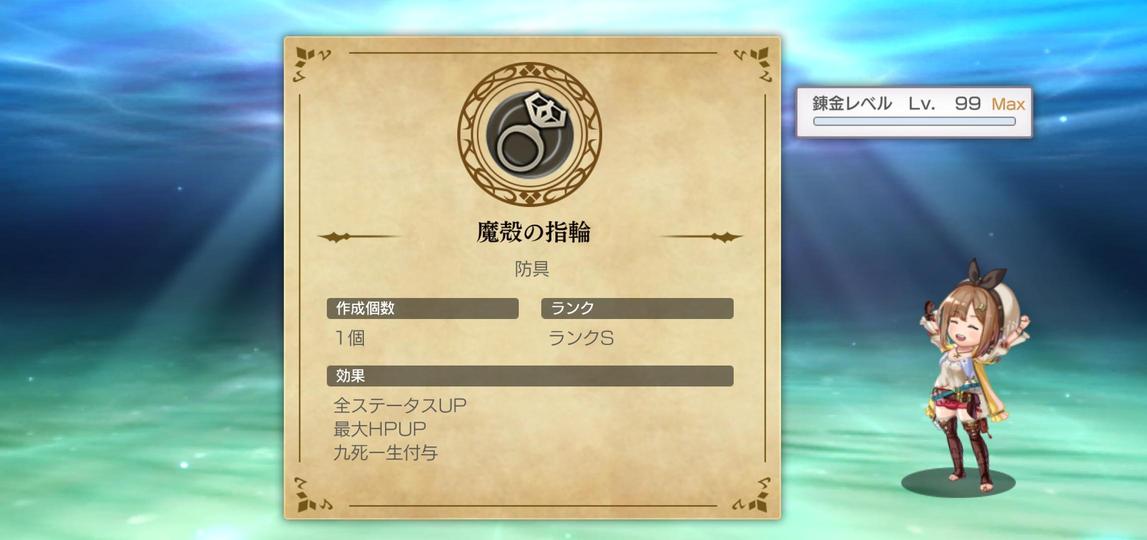 錬金レベル Lv. 99 Max
魔殻の指輪
防具
作成個数
1個
ランク
ランクS
効果
全ステータスUP
最大HPUP
九死一生付与